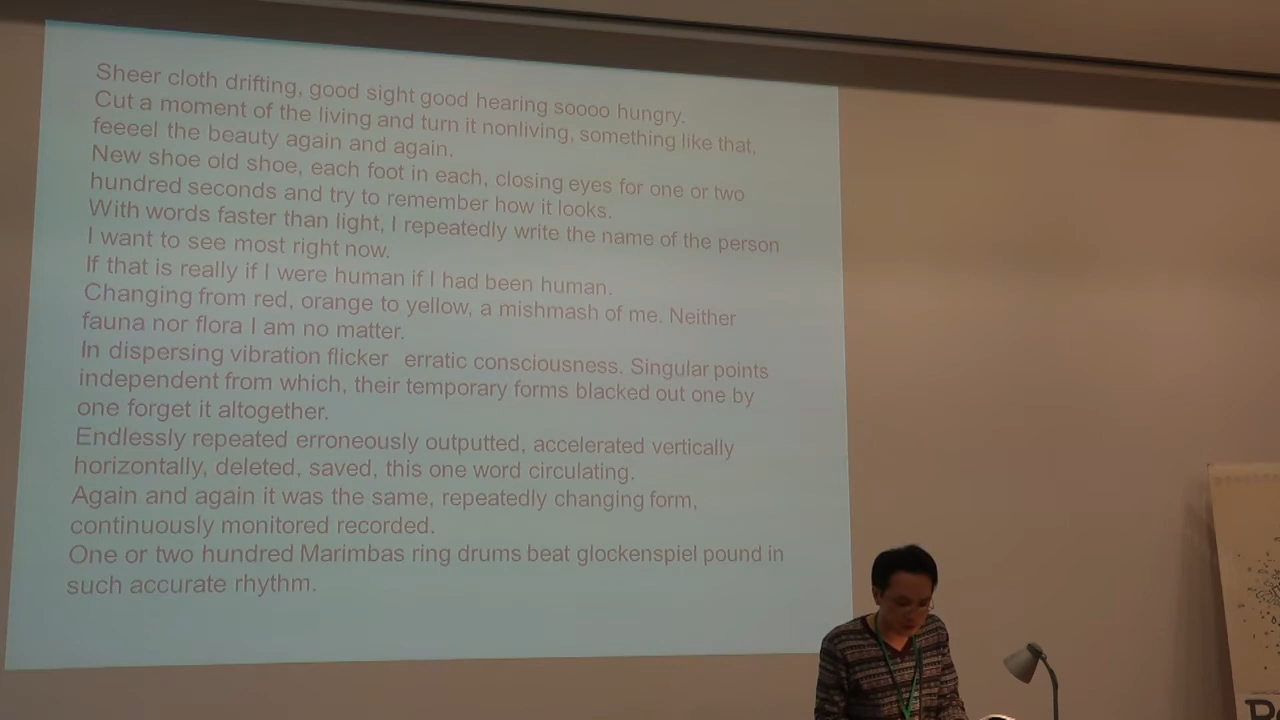 Sheer cloth drifting, good sight good hearing soooo hungry.
Cut a moment of the living and turn it nonliving, something like that,
feeeel the beauty again and again.
New shoe old shoe, each foot in each, closing eyes for one or two
hundred seconds and try to remember how it looks.
With words faster than light, I repeatedly write the name of the person
I want to see most right now.
If that is really if I were human if I had been human.
Changing from red, orange to yellow, a mishmash of me. Neither
fauna nor flora I am no matter.
In dispersing vibration flicker  erratic consciousness. Singular points
independent from which, their temporary forms blacked out one by
one forget it altogether.
Endlessly repeated erroneously outputted, accelerated vertically
horizontally, deleted, saved, this one word circulating.
Again and again it was the same, repeatedly changing form,
continuously monitored recorded.
One or two hundred Marimbas ring drums beat glockenspiel pound in
such accurate rhythm.